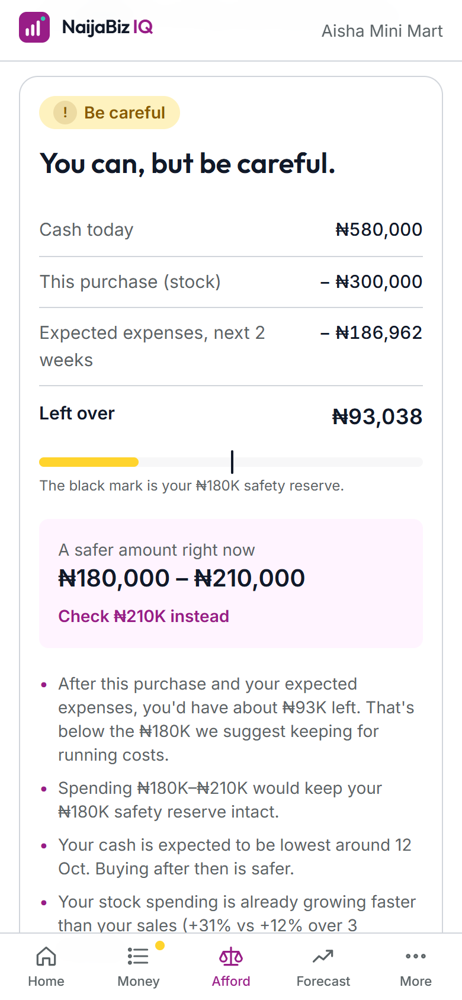 NaijaBiz IQ
Aisha Mini Mart
! Be careful
You can, but be careful.
Cash today ₦580,000
This purchase (stock) – ₦300,000
Expected expenses, next 2 – ₦186,962
weeks
Left over ₦93,038
The black mark is your ₦180K safety reserve.
A safer amount right now
₦180,000 – ₦210,000
Check ₦210K instead
• After this purchase and your expected
expenses, you'd have about ₦93K left. That's
below the ₦180K we suggest keeping for
running costs.
• Spending ₦180K–₦210K would keep your
₦180K safety reserve intact.
• Your cash is expected to be lowest around 12
Oct. Buying after then is safer.
• Your stock spending is already growing faster
than your sales (+31% vs +12% over 3
Home Money Afford Forecast More